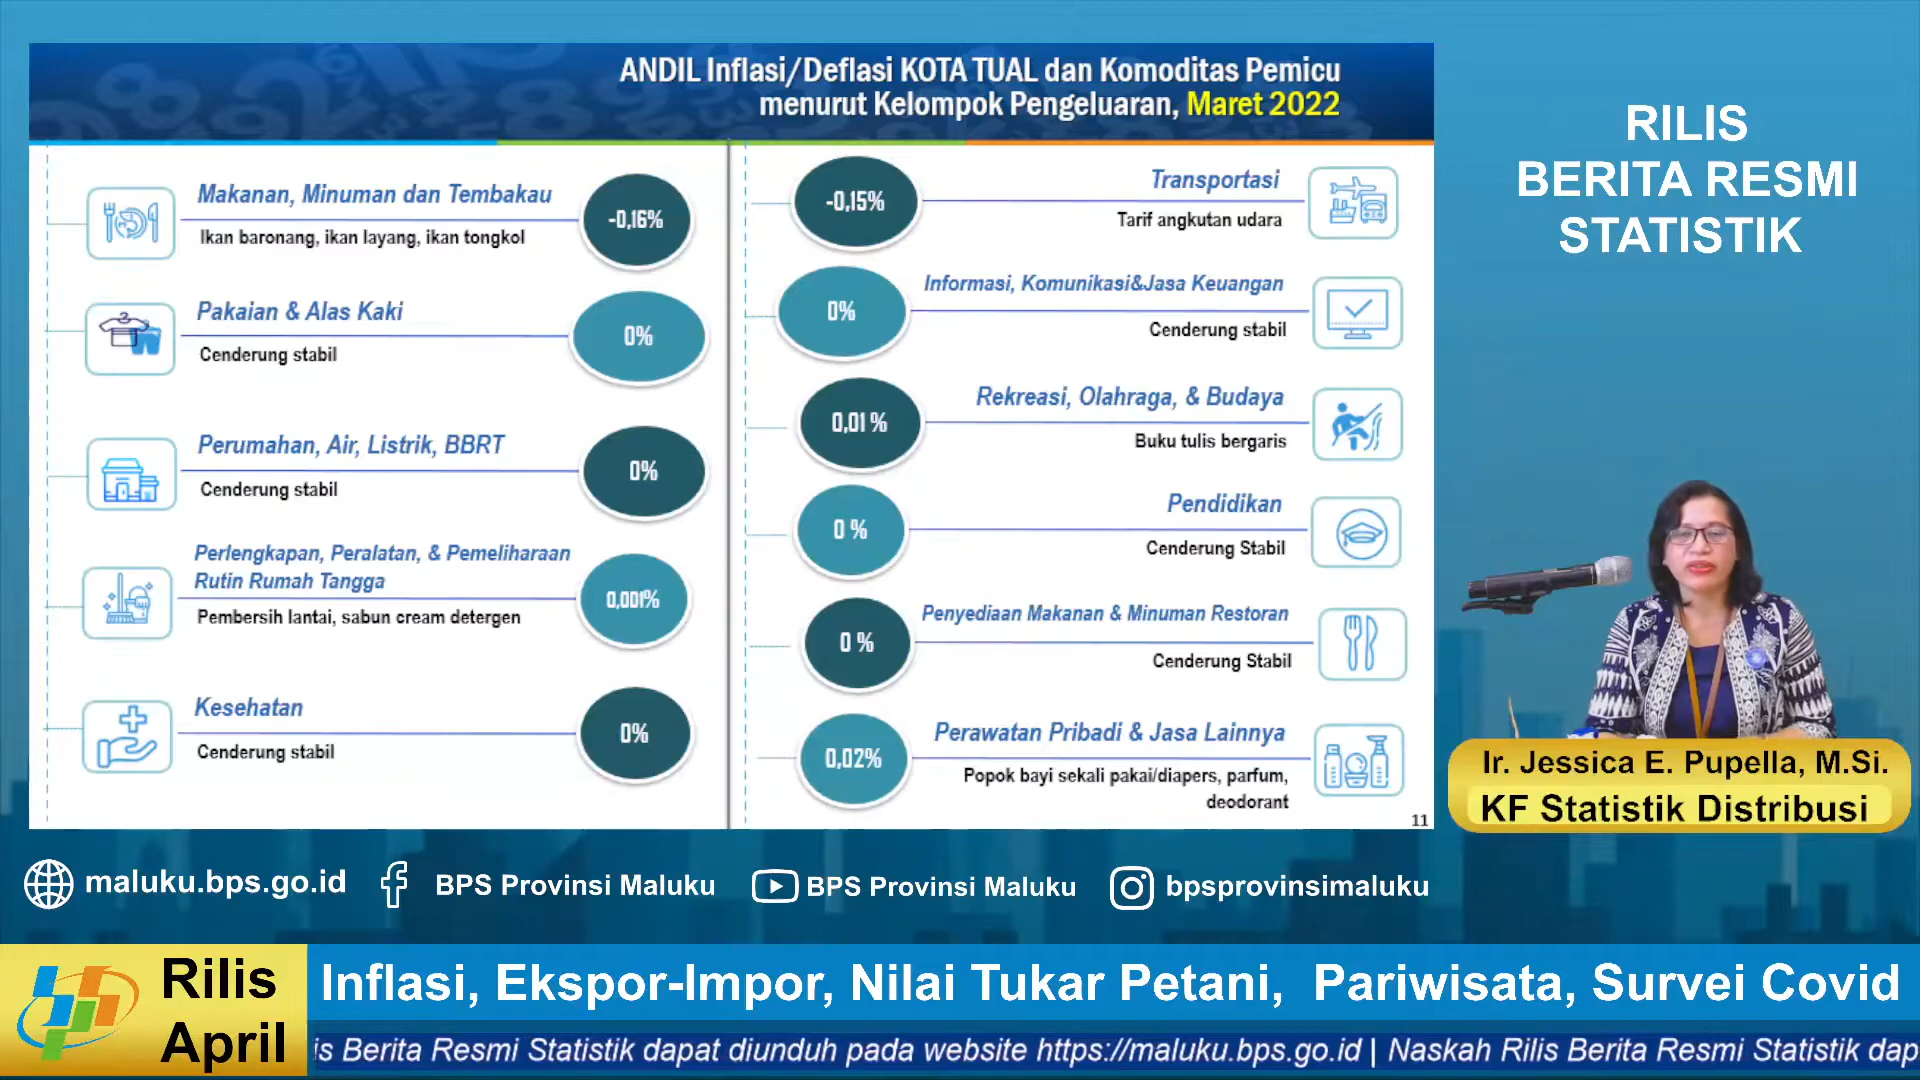 ANDIL Inflasi/Deflasi KOTA TUAL dan Komoditas Pemicu
menurut Kelompok Pengeluaran, Maret 2022
Makanan, Minuman dan Tembakau
-0,16%
Ikan baronang, ikan layang, ikan tongkol
Pakaian & Alas Kaki
0%
Cenderung stabil
Perumahan, Air, Listrik, BBRT
0%
Cenderung stabil
Perlengkapan, Peralatan, & Pemeliharaan
Rutin Rumah Tangga
0,001%
Pembersih lantai, sabun cream detergen
Kesehatan
0%
Cenderung stabil
Transportasi
-0,15%
Tarif angkutan udara
Informasi, Komunikasi&Jasa Keuangan
0%
Cenderung stabil
Rekreasi, Olahraga, & Budaya
0,01 %
Buku tulis bergaris
Pendidikan
0 %
Cenderung Stabil
Penyediaan Makanan & Minuman Restoran
0 %
Cenderung Stabil
Perawatan Pribadi & Jasa Lainnya
0,02%
Popok bayi sekali pakai/diapers, parfum,
deodorant
11
RILIS
BERITA RESMI
STATISTIK
Ir. Jessica E. Pupella, M.Si.
KF Statistik Distribusi
maluku.bps.go.id
BPS Provinsi Maluku
BPS Provinsi Maluku
bpsprovinsimaluku
Rilis
April
Inflasi, Ekspor-Impor, Nilai Tukar Petani, Pariwisata, Survei Covid
is Berita Resmi Statistik dapat diunduh pada website https://maluku.bps.go.id | Naskah Rilis Berita Resmi Statistik dap